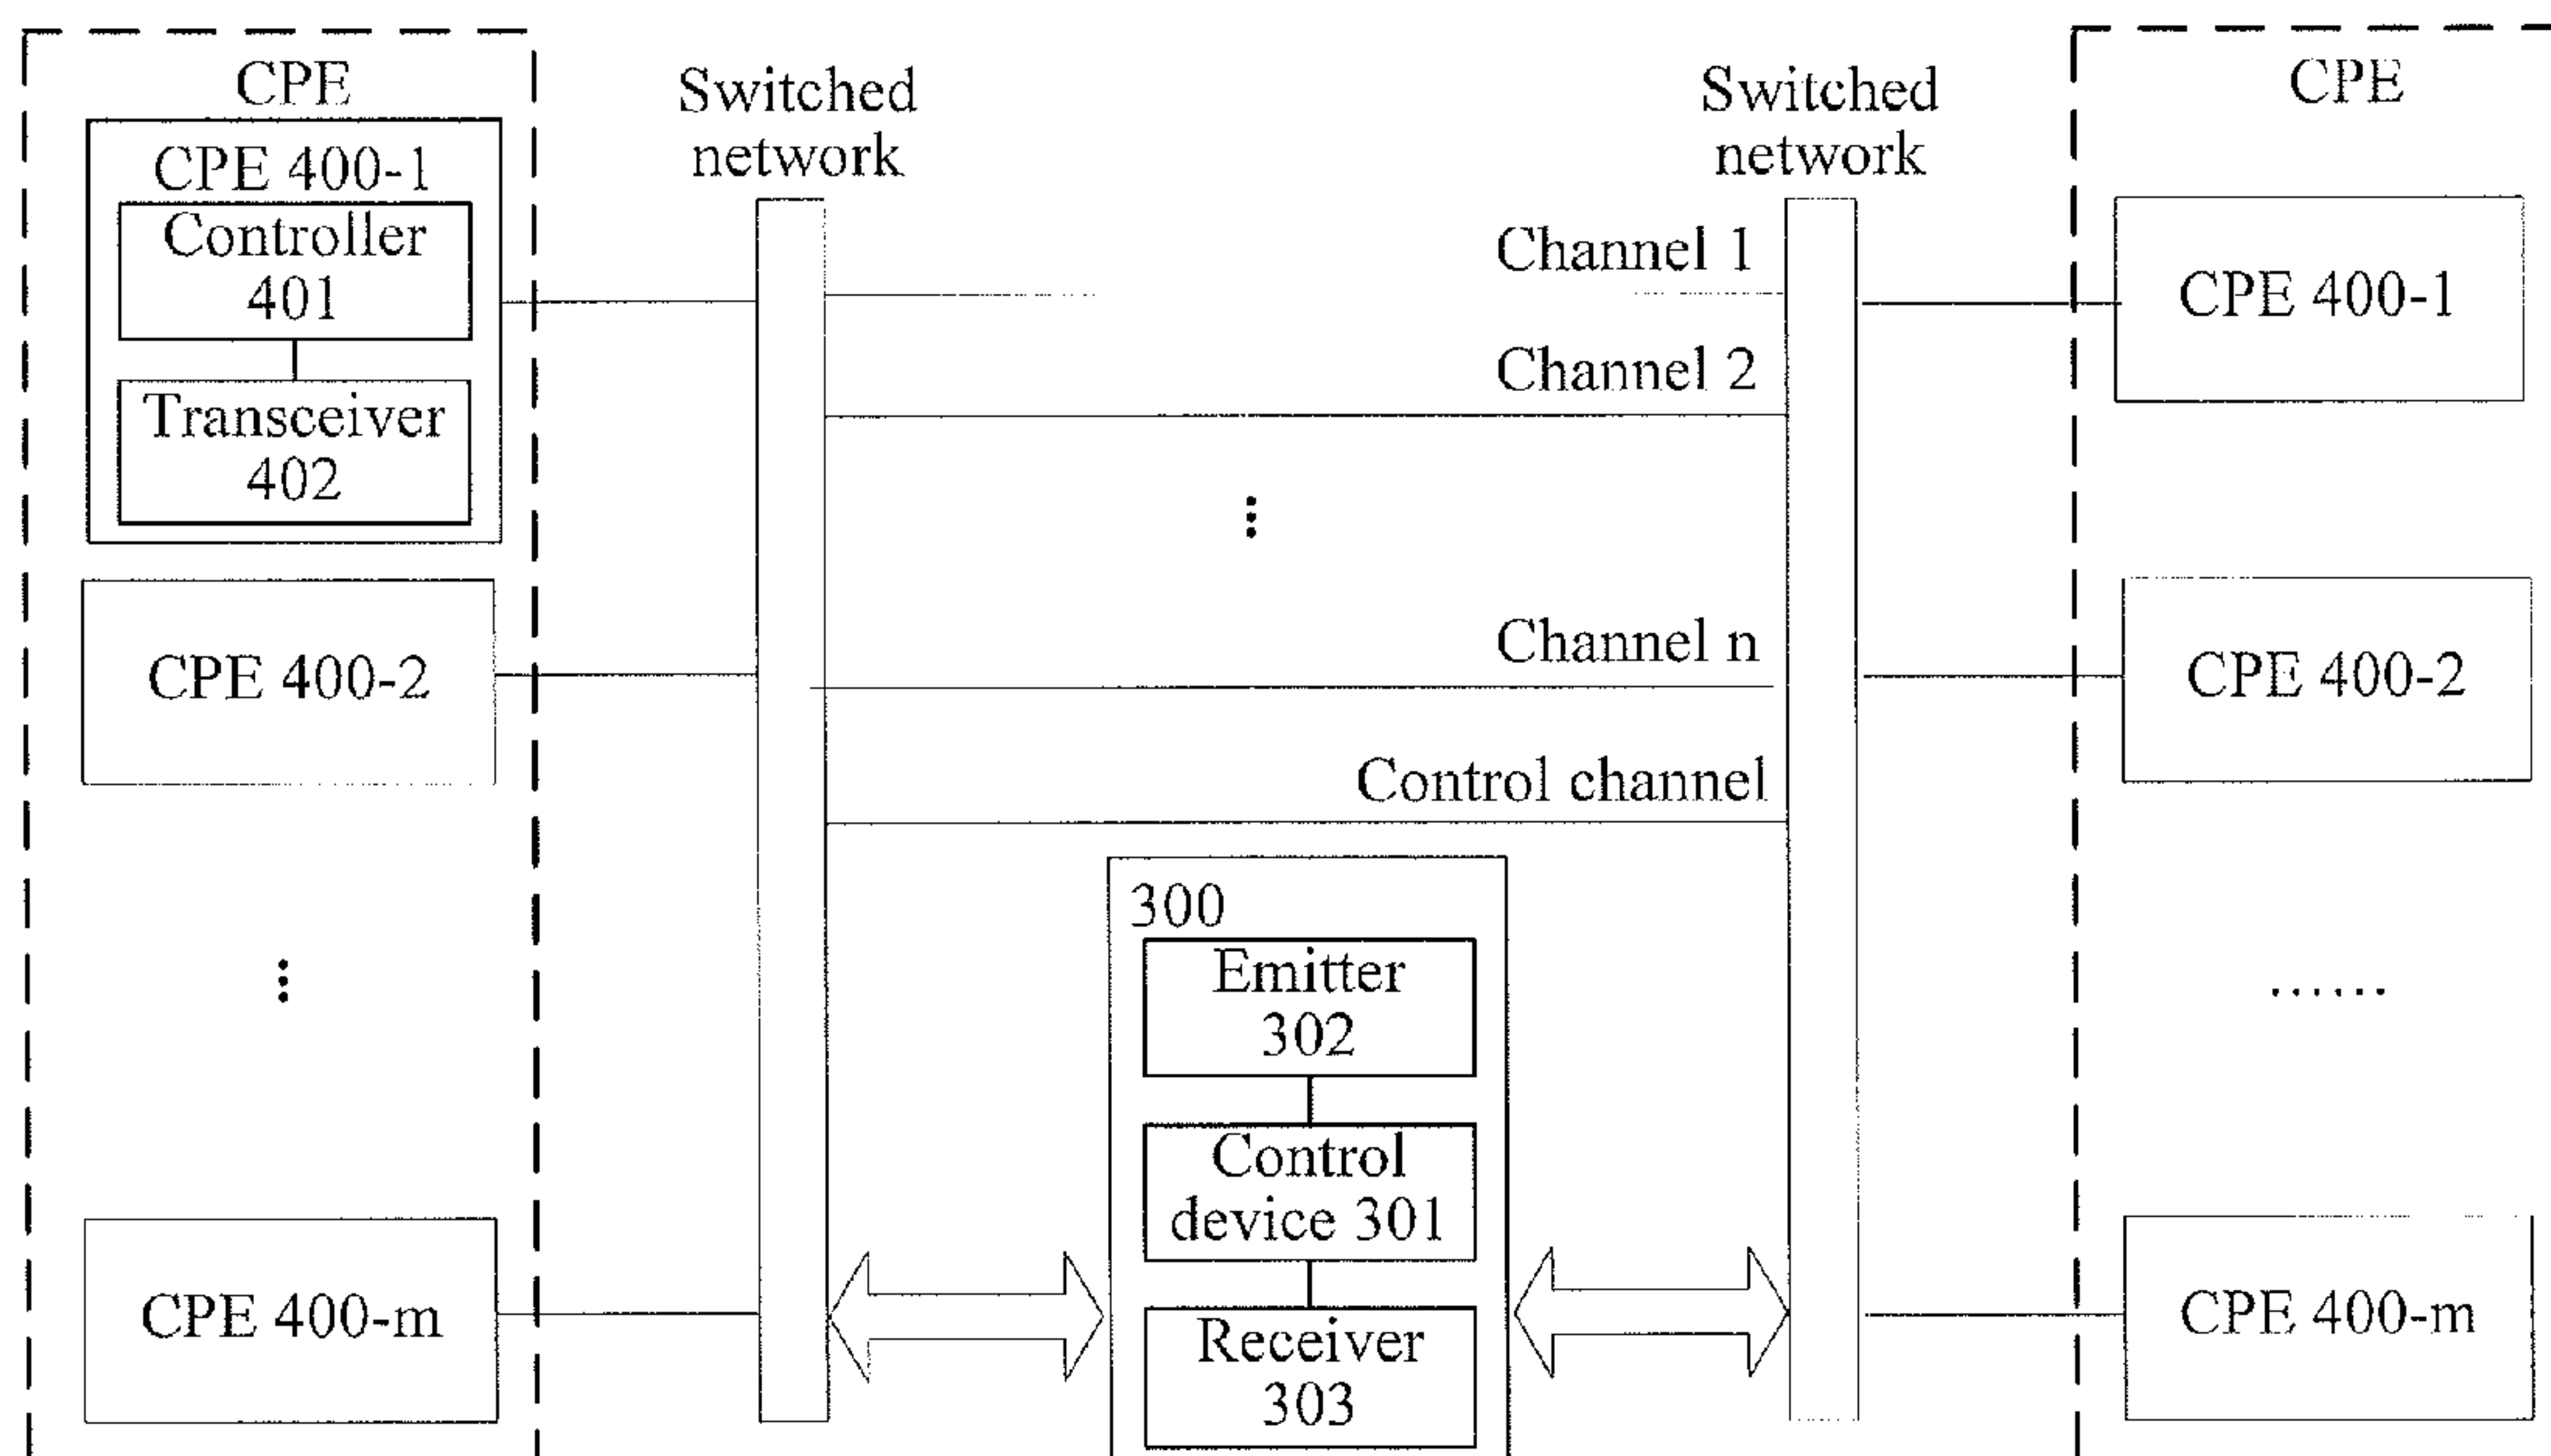 CPE
CPE 400-1
Controller
401
Transceiver
402
CPE 400-2
⋮
CPE 400-m
Switched
network
Switched
network
Channel 1
Channel 2
⋮
Channel n
Control channel
300
Emitter
302
Control
device 301
Receiver
303
CPE
CPE 400-1
CPE 400-2
......
CPE 400-m